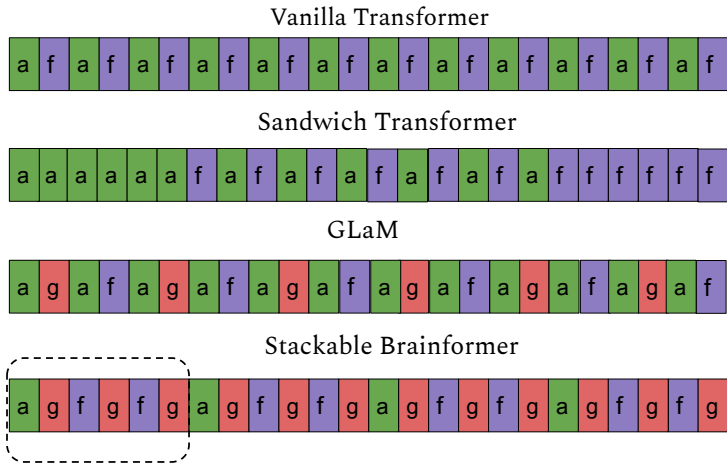 Vanilla Transformer
a f a f a f a f a f a f a f a f a f a f a f a f
Sandwich Transformer
a a a a a a f a f a f a f a f a f a f f f f f f
GLaM
a g a f a g a f a g a f a g a f a g a f a g a f
Stackable Brainformer
a g f g f g a g f g f g a g f g f g a g f g f g